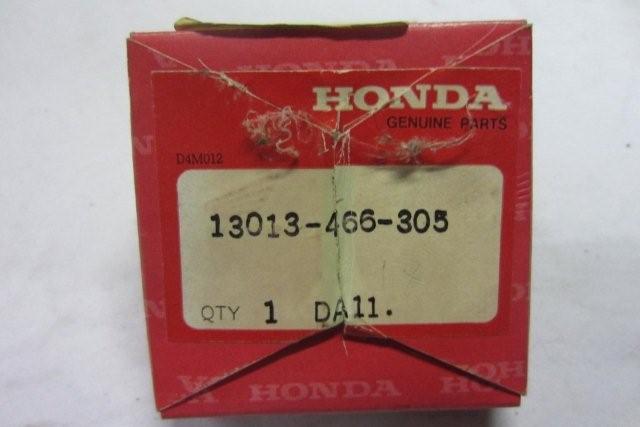 HONDA
GENUINE PARTS
D4M012
13013-466-305
QTY 1 DA11.
HONDA